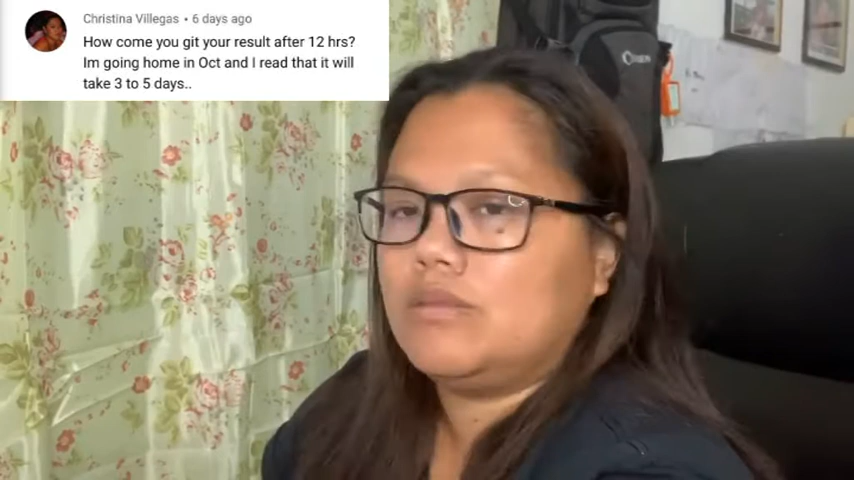 Christina Villegas • 6 days ago
How come you git your result after 12 hrs?
Im going home in Oct and I read that it will
take 3 to 5 days..